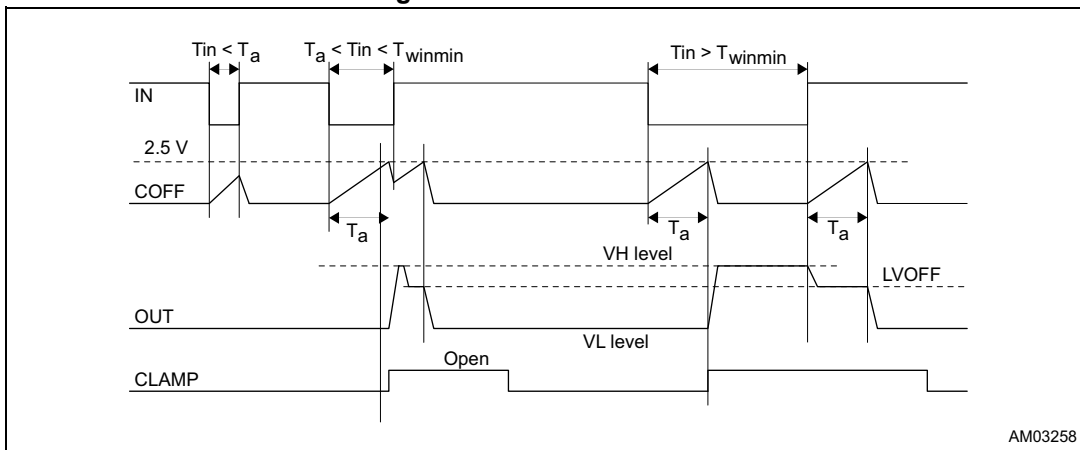 Tin < Ta
Ta < Tin < Twinmin
Tin > Twinmin
IN
2.5 V
COFF
Ta
Ta
Ta
VH level
LVOFF
OUT
VL level
Open
CLAMP
AM03258